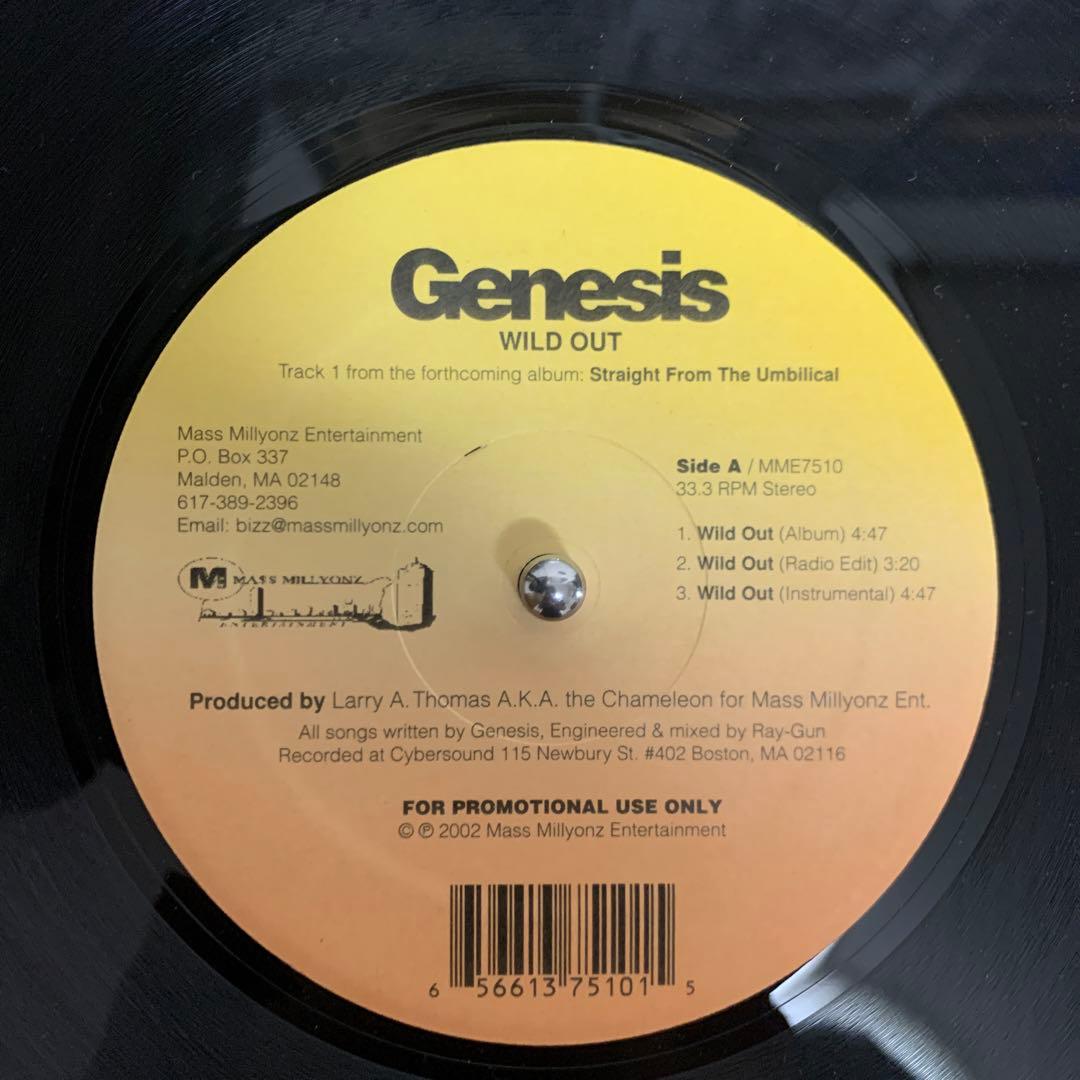 Genesis
WILD OUT
Track 1 from the forthcoming album: Straight From The Umbilical
Mass Millyonz Entertainment
P.O. Box 337
Malden, MA 02148
617-389-2396
Email: bizz@massmillyonz.com
M MASS MILLYONZ
ENTERTAINMENT
Side A / MME7510
33.3 RPM Stereo
1. Wild Out (Album) 4:47
2. Wild Out (Radio Edit) 3:20
3. Wild Out (Instrumental) 4:47
Produced by Larry A. Thomas A.K.A. the Chameleon for Mass Millyonz Ent.
All songs written by Genesis, Engineered & mixed by Ray-Gun
Recorded at Cybersound 115 Newbury St. #402 Boston, MA 02116
FOR PROMOTIONAL USE ONLY
© ℗ 2002 Mass Millyonz Entertainment
6 56613 75101 5